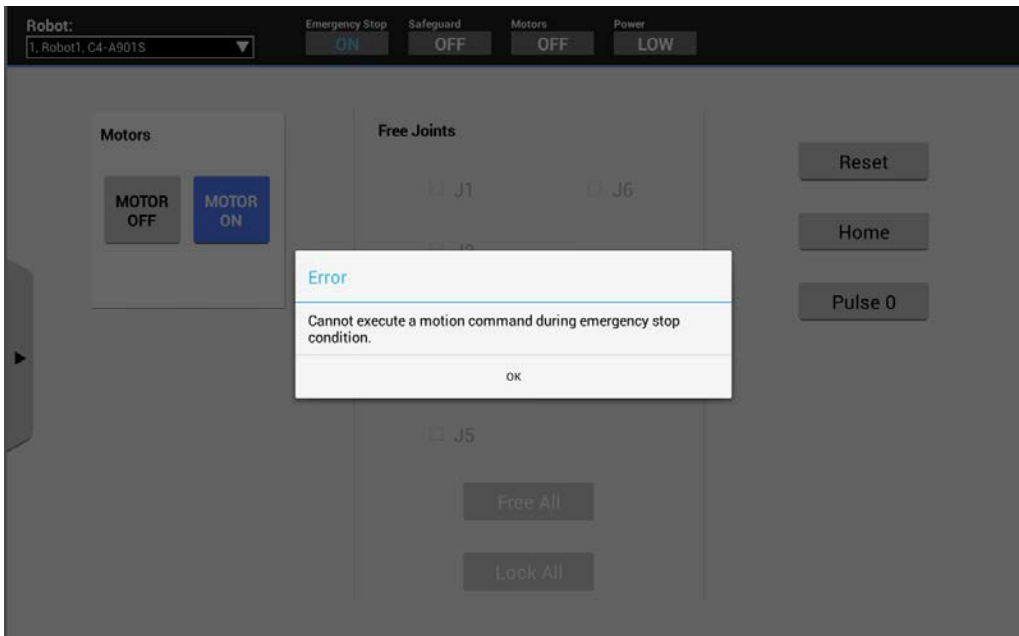 Robot:
1, Robot1, C4-A901S
Emergency Stop
ON
Safeguard
OFF
Motors
OFF
Power
LOW
Motors
MOTOR
OFF
MOTOR
ON
Free Joints
J1
J6
J5
Free All
Lock All
Reset
Home
Pulse 0
Error
Cannot execute a motion command during emergency stop
condition.
OK